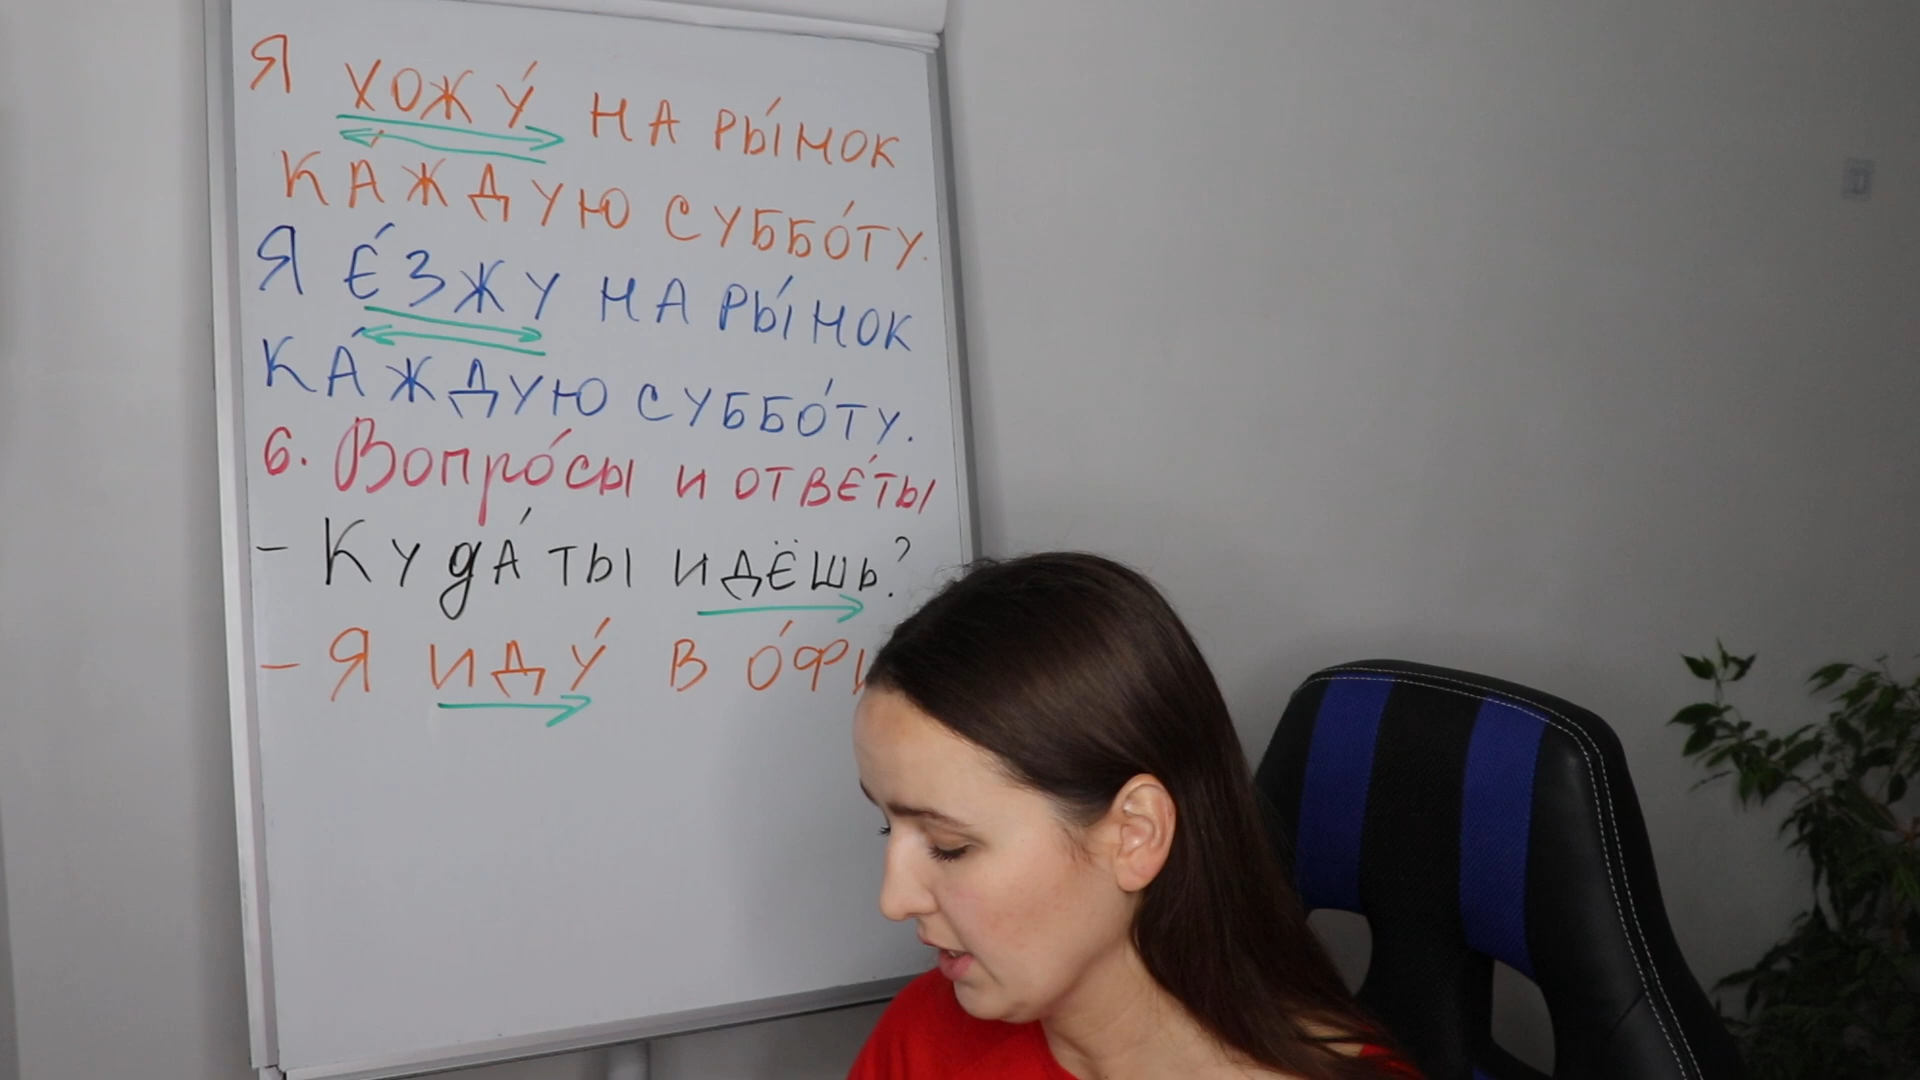 Я ХОЖУ́ НА РЫ́НОК
КА́ЖДУЮ СУББО́ТУ.
Я Е́ЗЖУ НА РЫ́НОК
КА́ЖДУЮ СУББО́ТУ.
6. Вопро́сы и отве́ты
- Куда́ ты идёшь?
- Я иду́ в